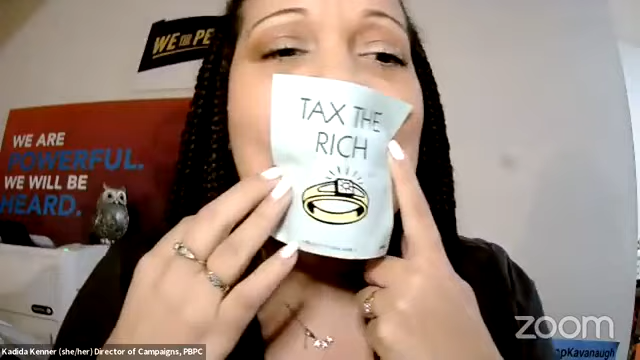 WE THE PE
TAX THE
RICH
WE ARE
POWERFUL.
WE WILL BE
HEARD.
Kadida Kenner (she/her) Director of Campaigns, PBPC
zoom
opKavanaugh